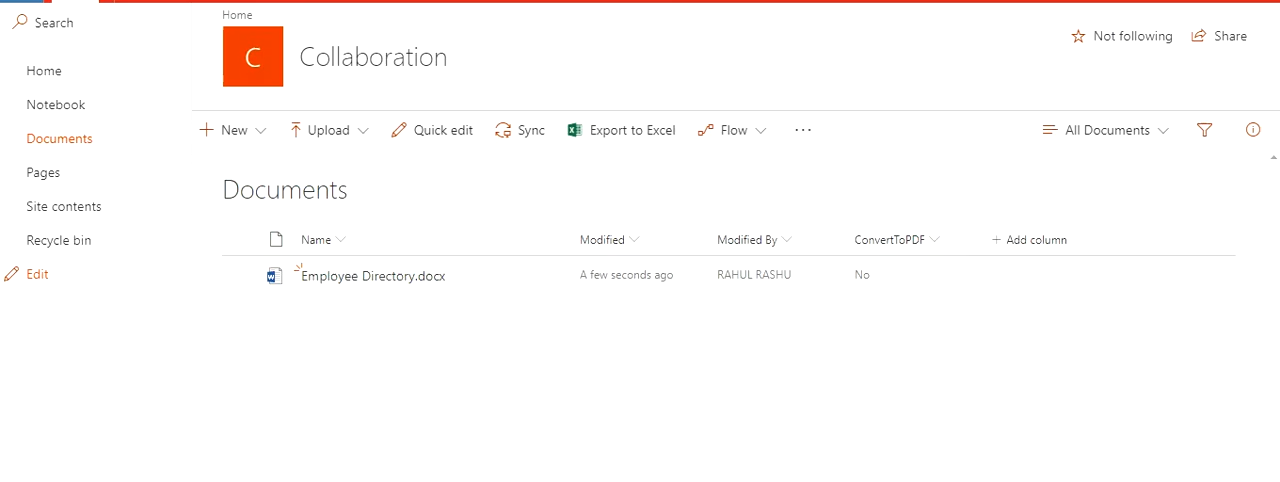 Search
Home
Notebook
Documents
Pages
Site contents
Recycle bin
Edit
Home
C
Collaboration
Not following
Share
New
Upload
Quick edit
Sync
Export to Excel
Flow
...
All Documents
Documents
Name
Modified
Modified By
ConvertToPDF
+ Add column
Employee Directory.docx
A few seconds ago
RAHUL RASHU
No